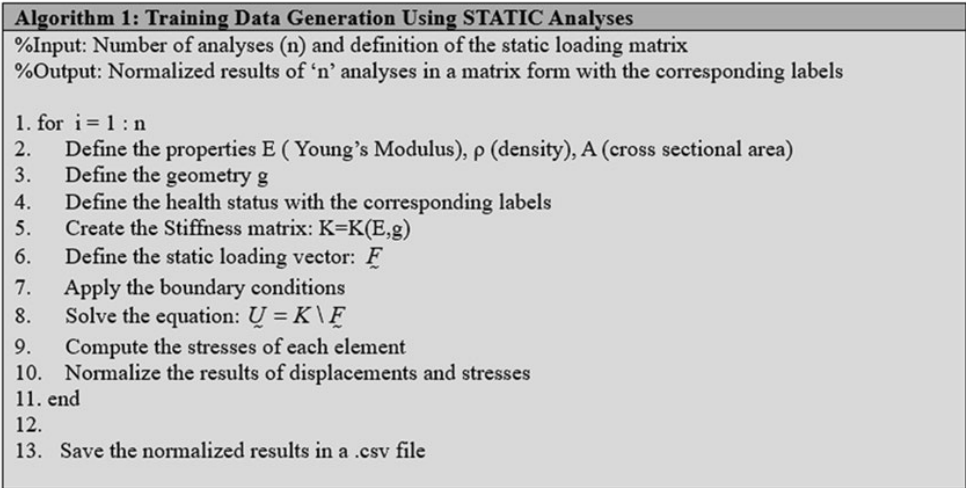 Algorithm 1: Training Data Generation Using STATIC Analyses
%Input: Number of analyses (n) and definition of the static loading matrix
%Output: Normalized results of ‘n’ analyses in a matrix form with the corresponding labels
1. for i = 1 : n
2. Define the properties E ( Young’s Modulus), ρ (density), A (cross sectional area)
3. Define the geometry g
4. Define the health status with the corresponding labels
5. Create the Stiffness matrix: K=K(E,g)
6. Define the static loading vector: F̰
7. Apply the boundary conditions
8. Solve the equation: Ṵ = K \ F̰
9. Compute the stresses of each element
10. Normalize the results of displacements and stresses
11. end
12.
13. Save the normalized results in a .csv file